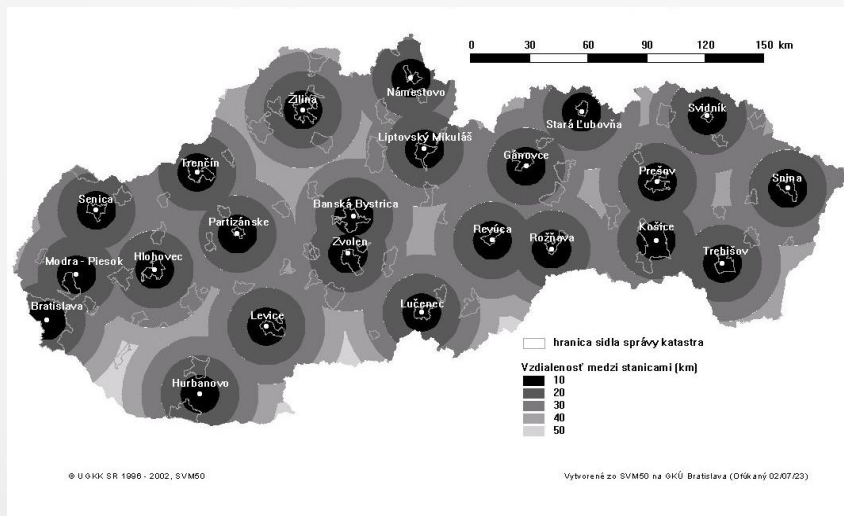 0 30 60 90 120 150 km
Námestovo
Žilina
Stará Ľubovňa
Svidník
Liptovský Mikuláš
Gánovce
Trenčín
Prešov
Snina
Senica
Banská Bystrica
Partizánske
Revúca
Rožňava
Košice
Zvolen
Modra - Piesok
Hlohovec
Trebišov
Bratislava
Levice
Lučenec
Hurbanovo
hranica sídla správy katastra
Vzdialenosť medzi stanicami (km)
10
20
30
40
50
© UGKK SR 1996 - 2002, SVM50
Vytvorené zo SVM50 na GKÚ Bratislava (Ofúkaný 02/07/23)